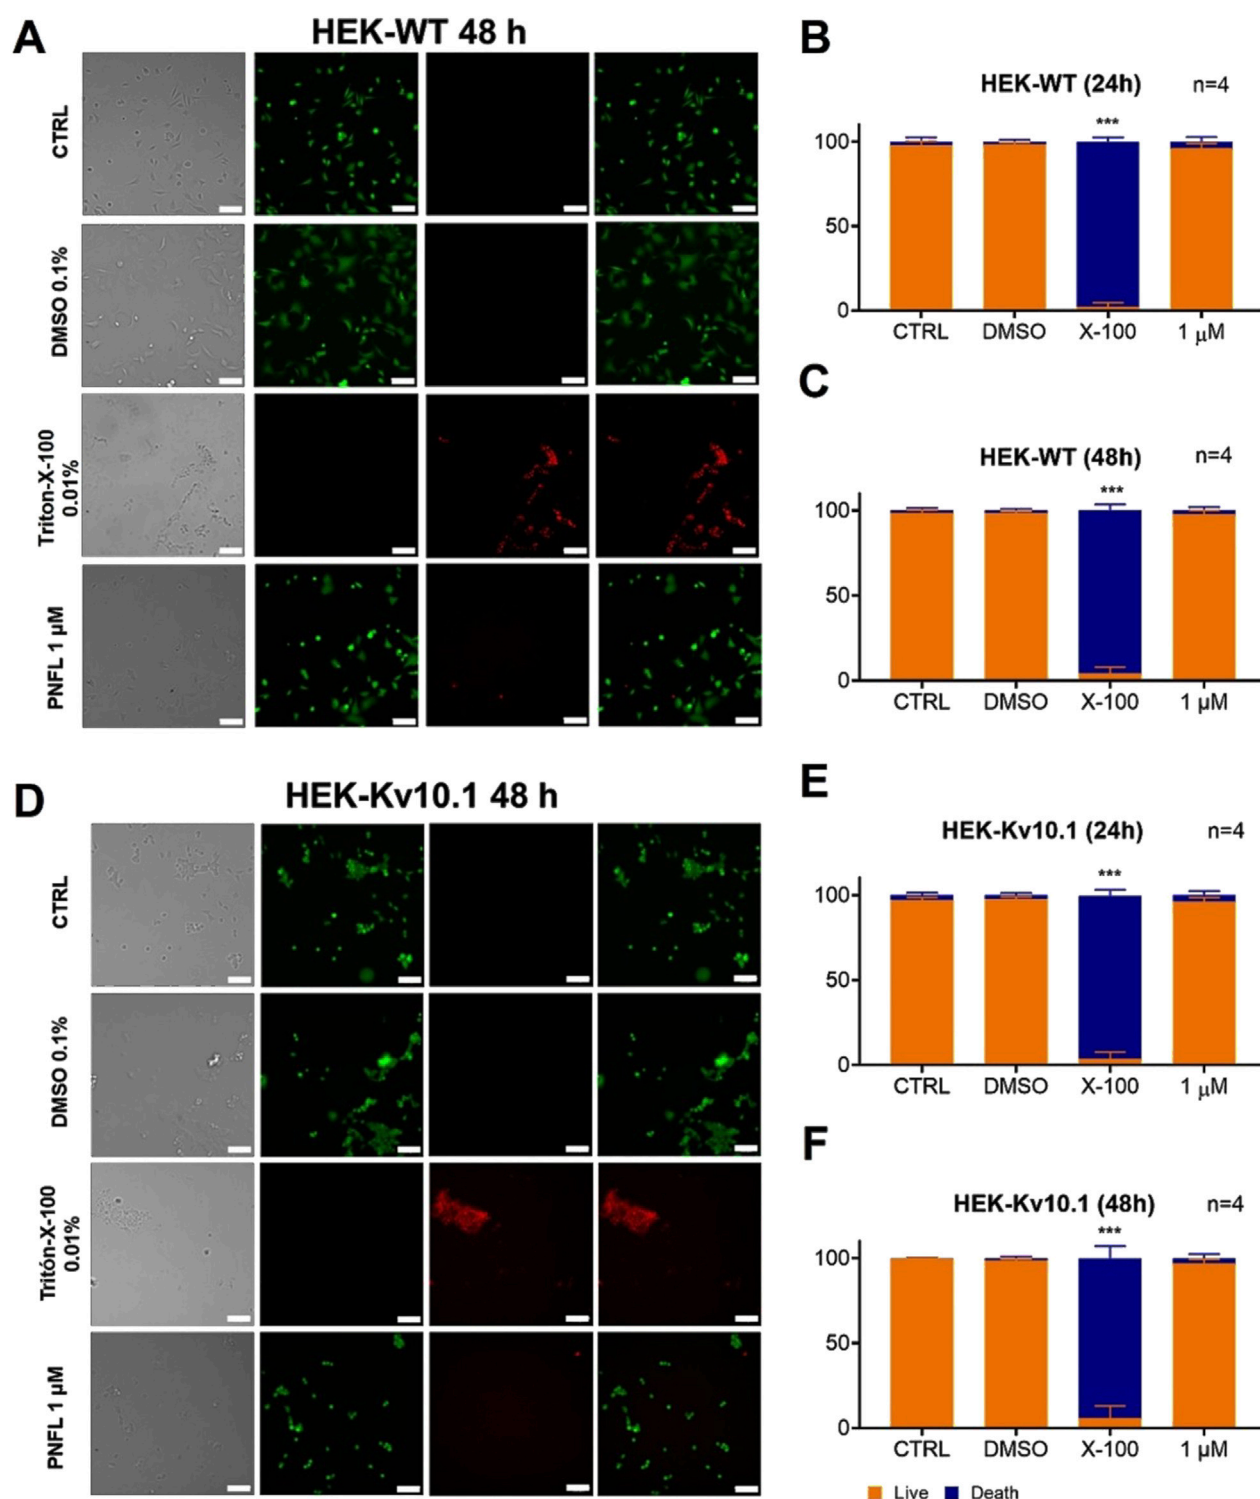 A
HEK-WT 48 h
CTRL
DMSO 0.1%
Triton-X-100
0.01%
PNFL 1 µM
B
HEK-WT (24h)
n=4
***
100
50
0
CTRL
DMSO
X-100
1 µM
C
HEK-WT (48h)
n=4
***
100
50
0
CTRL
DMSO
X-100
1 µM
D
HEK-Kv10.1 48 h
CTRL
DMSO 0.1%
Tritón-X-100
0.01%
PNFL 1 µM
E
HEK-Kv10.1 (24h)
n=4
***
100
50
0
CTRL
DMSO
X-100
1 µM
F
HEK-Kv10.1 (48h)
n=4
***
100
50
0
CTRL
DMSO
X-100
1 µM
Live
Death